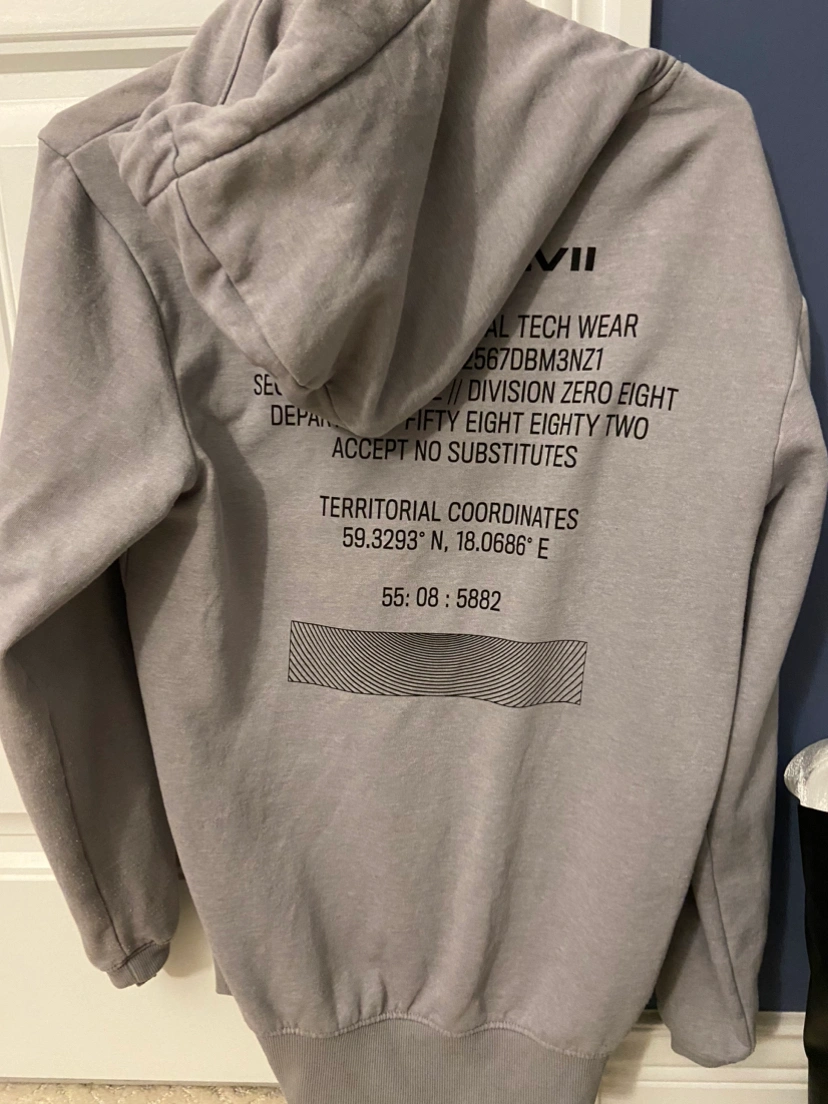 VII
TECH WEAR
2567DBM3NZ1
// DIVISION ZERO EIGHT
FIFTY EIGHT EIGHTY TWO
ACCEPT NO SUBSTITUTES
TERRITORIAL COORDINATES
59.3293° N, 18.0686° E
55: 08 : 5882